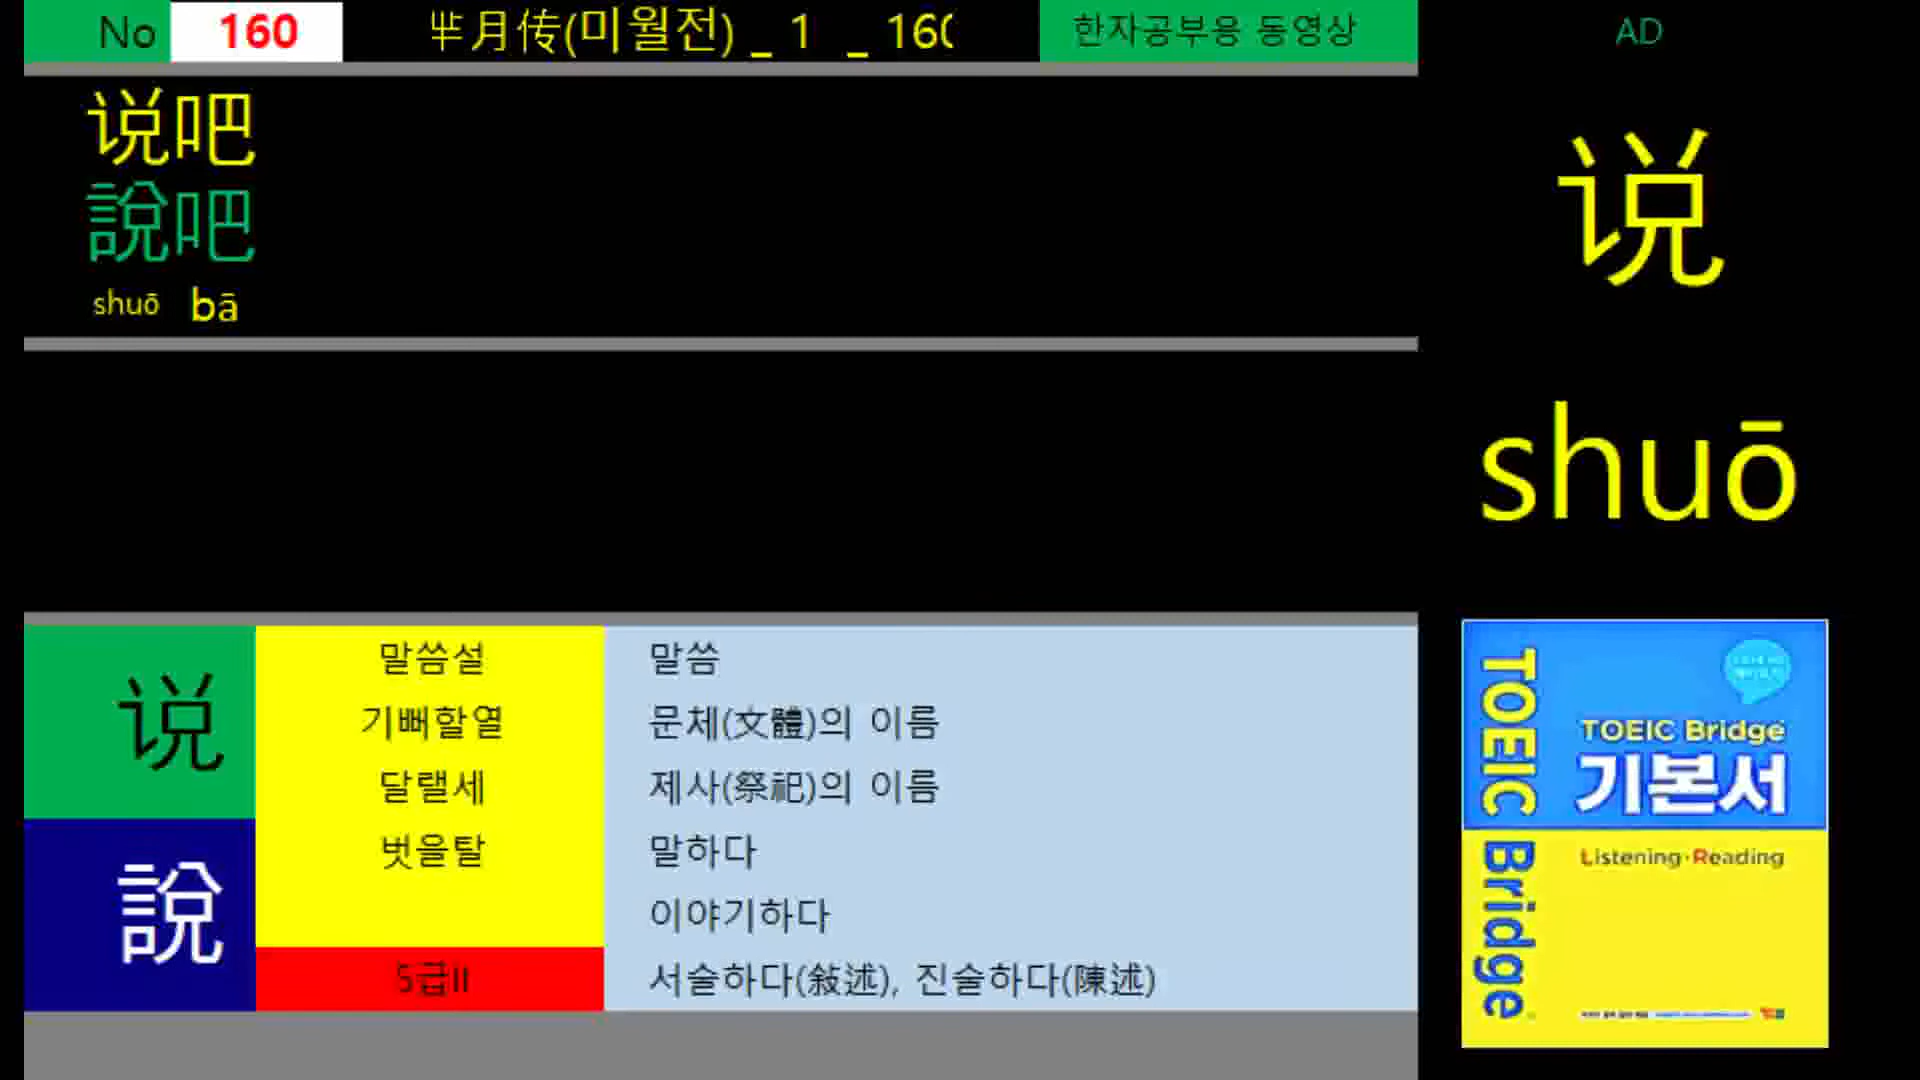 No 160 芈月传(미월전) _ 1 _ 160 한자공부용 동영상 AD
说吧
説吧
shuō bā
说
shuō
说
説
말씀설
기뻐할열
달랠세
벗을탈
5급II
말씀
문체(文體)의 이름
제사(祭祀)의 이름
말하다
이야기하다
서술하다(敍述), 진술하다(陳述)
TOEIC Bridge
TOEIC Bridge
기본서
Listening·Reading